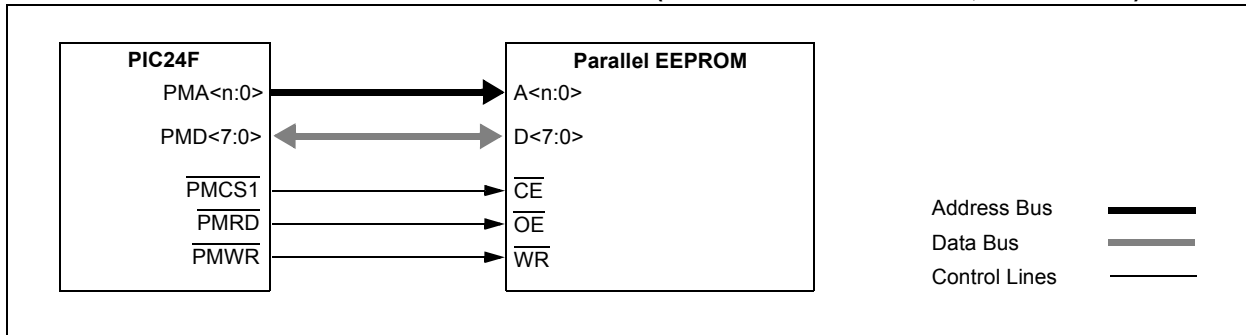 PIC24F
Parallel EEPROM
PMA<n:0>
A<n:0>
PMD<7:0>
D<7:0>
PMCS1
CE
PMRD
OE
PMWR
WR
Address Bus
Data Bus
Control Lines